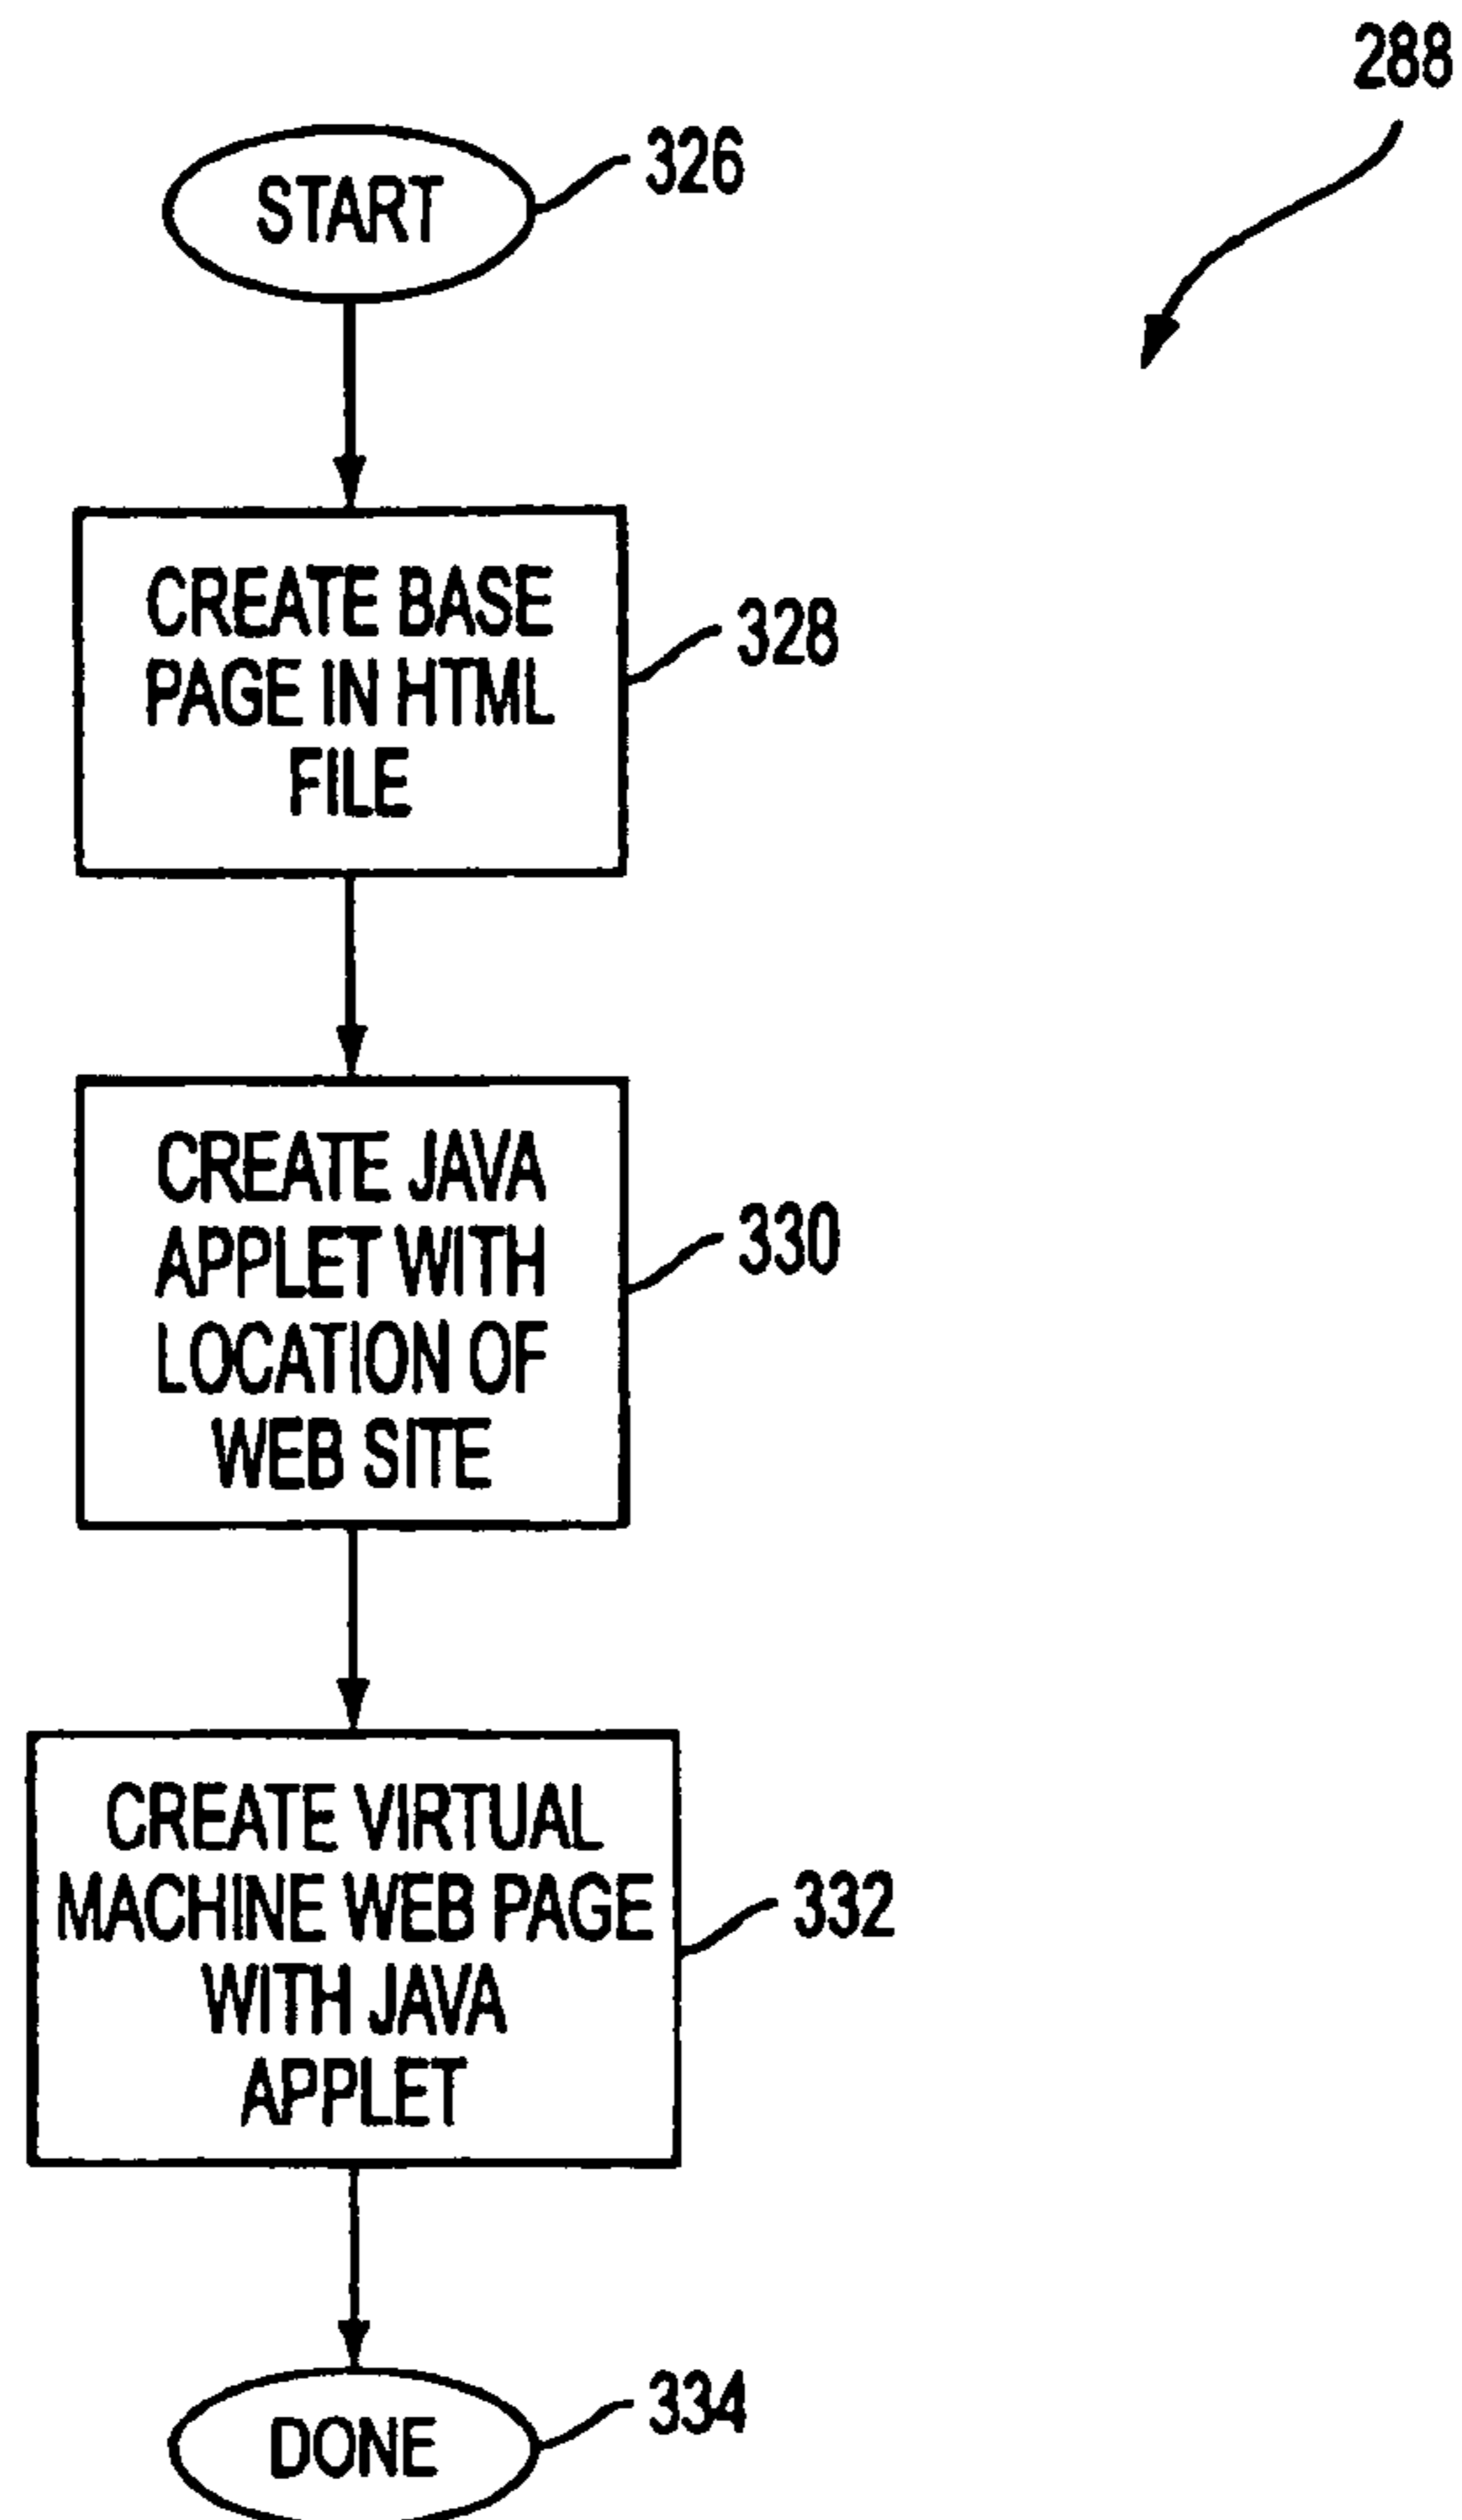 288
START
326
CREATE BASE
PAGE IN HTML
FILE
328
CREATE JAVA
APPLET WITH
LOCATION OF
WEB SITE
330
CREATE VIRTUAL
MACHINE WEB PAGE
WITH JAVA
APPLET
332
DONE
334